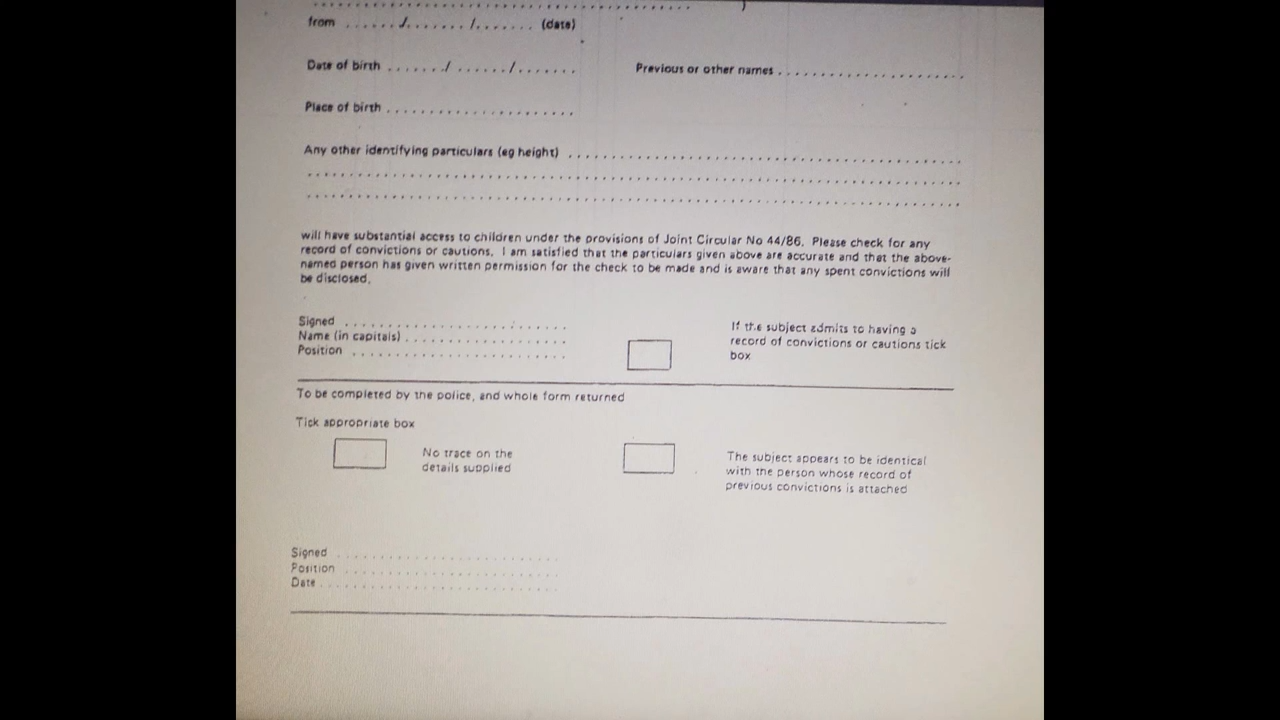 from ....../......./....... (date)
Date of birth ......./ ....../....... Previous or other names ........................
Place of birth ........................
Any other identifying particulars (eg height) ................................................
................................................................................
................................................................................
will have substantial access to children under the provisions of Joint Circular No 44/86. Please check for any
record of convictions or cautions. I am satisfied that the particulars given above are accurate and that the above-
named person has given written permission for the check to be made and is aware that any spent convictions will
be disclosed.
Signed ............................
Name (in capitals) ....................
Position ...........................
If the subject admits to having a
record of convictions or cautions tick
box
To be completed by the police, and whole form returned
Tick appropriate box
No trace on the
details supplied
The subject appears to be identical
with the person whose record of
previous convictions is attached
Signed ............................
Position ...........................
Date ..............................